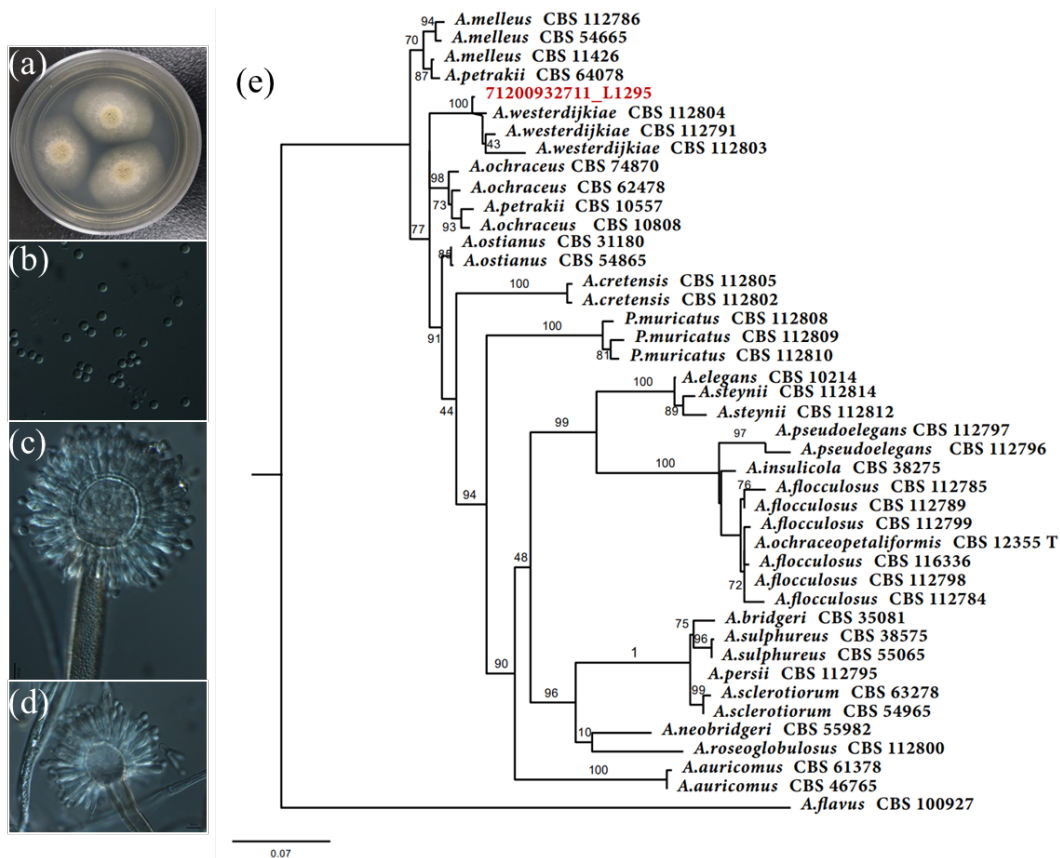 (a)
(b)
(c)
(d)
(e)
94
A.melleus CBS 112786
A.melleus CBS 54665
70
A.melleus CBS 11426
87
A.petrakii CBS 64078
71200932711_L1295
100
A.westerdijkiae CBS 112804
A.westerdijkiae CBS 112791
43
A.westerdijkiae CBS 112803
A.ochraceus CBS 74870
98
A.ochraceus CBS 62478
73
A.petrakii CBS 10557
93
A.ochraceus CBS 10808
77
A.ostianus CBS 31180
A.ostianus CBS 54865
100
A.cretensis CBS 112805
A.cretensis CBS 112802
100
P.muricatus CBS 112808
91
P.muricatus CBS 112809
81
P.muricatus CBS 112810
100
A.elegans CBS 10214
A.steynii CBS 112814
89
A.steynii CBS 112812
44
99
A.pseudoelegans CBS 112797
97
A.pseudoelegans CBS 112796
100
A.insulicola CBS 38275
76
A.flocculosus CBS 112785
A.flocculosus CBS 112789
94
A.flocculosus CBS 112799
A.ochraceopetaliformis CBS 12355 T
48
A.flocculosus CBS 116336
A.flocculosus CBS 112798
72
A.flocculosus CBS 112784
75
A.bridgeri CBS 35081
96
A.sulphureus CBS 38575
A.sulphureus CBS 55065
1
90
A.persii CBS 112795
99
A.sclerotiorum CBS 63278
96
A.sclerotiorum CBS 54965
10
A.neobridgeri CBS 55982
A.roseoglobulosus CBS 112800
100
A.auricomus CBS 61378
A.auricomus CBS 46765
A.flavus CBS 100927
0.07